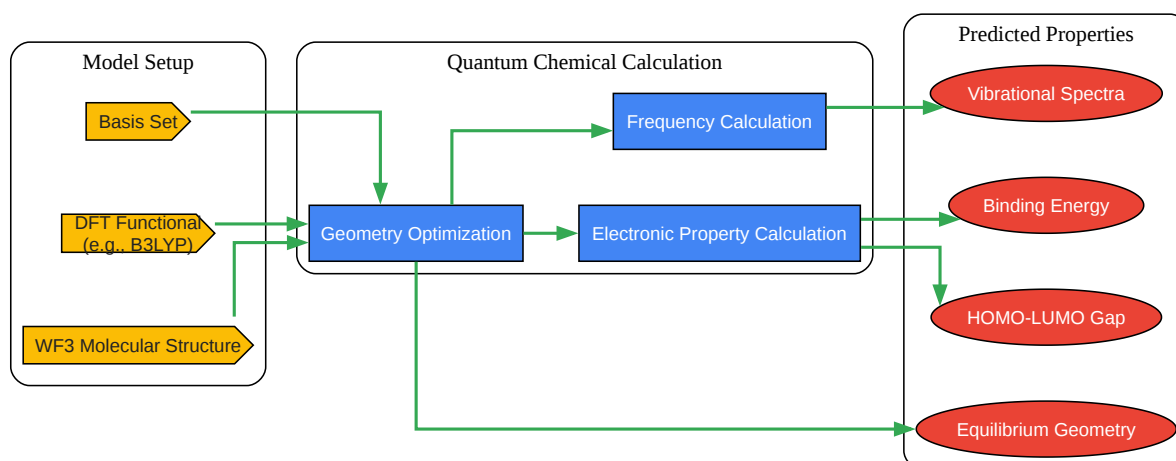 Model Setup
Basis Set
DFT Functional
(e.g., B3LYP)
WF3 Molecular Structure
Quantum Chemical Calculation
Frequency Calculation
Geometry Optimization
Electronic Property Calculation
Predicted Properties
Vibrational Spectra
Binding Energy
HOMO-LUMO Gap
Equilibrium Geometry